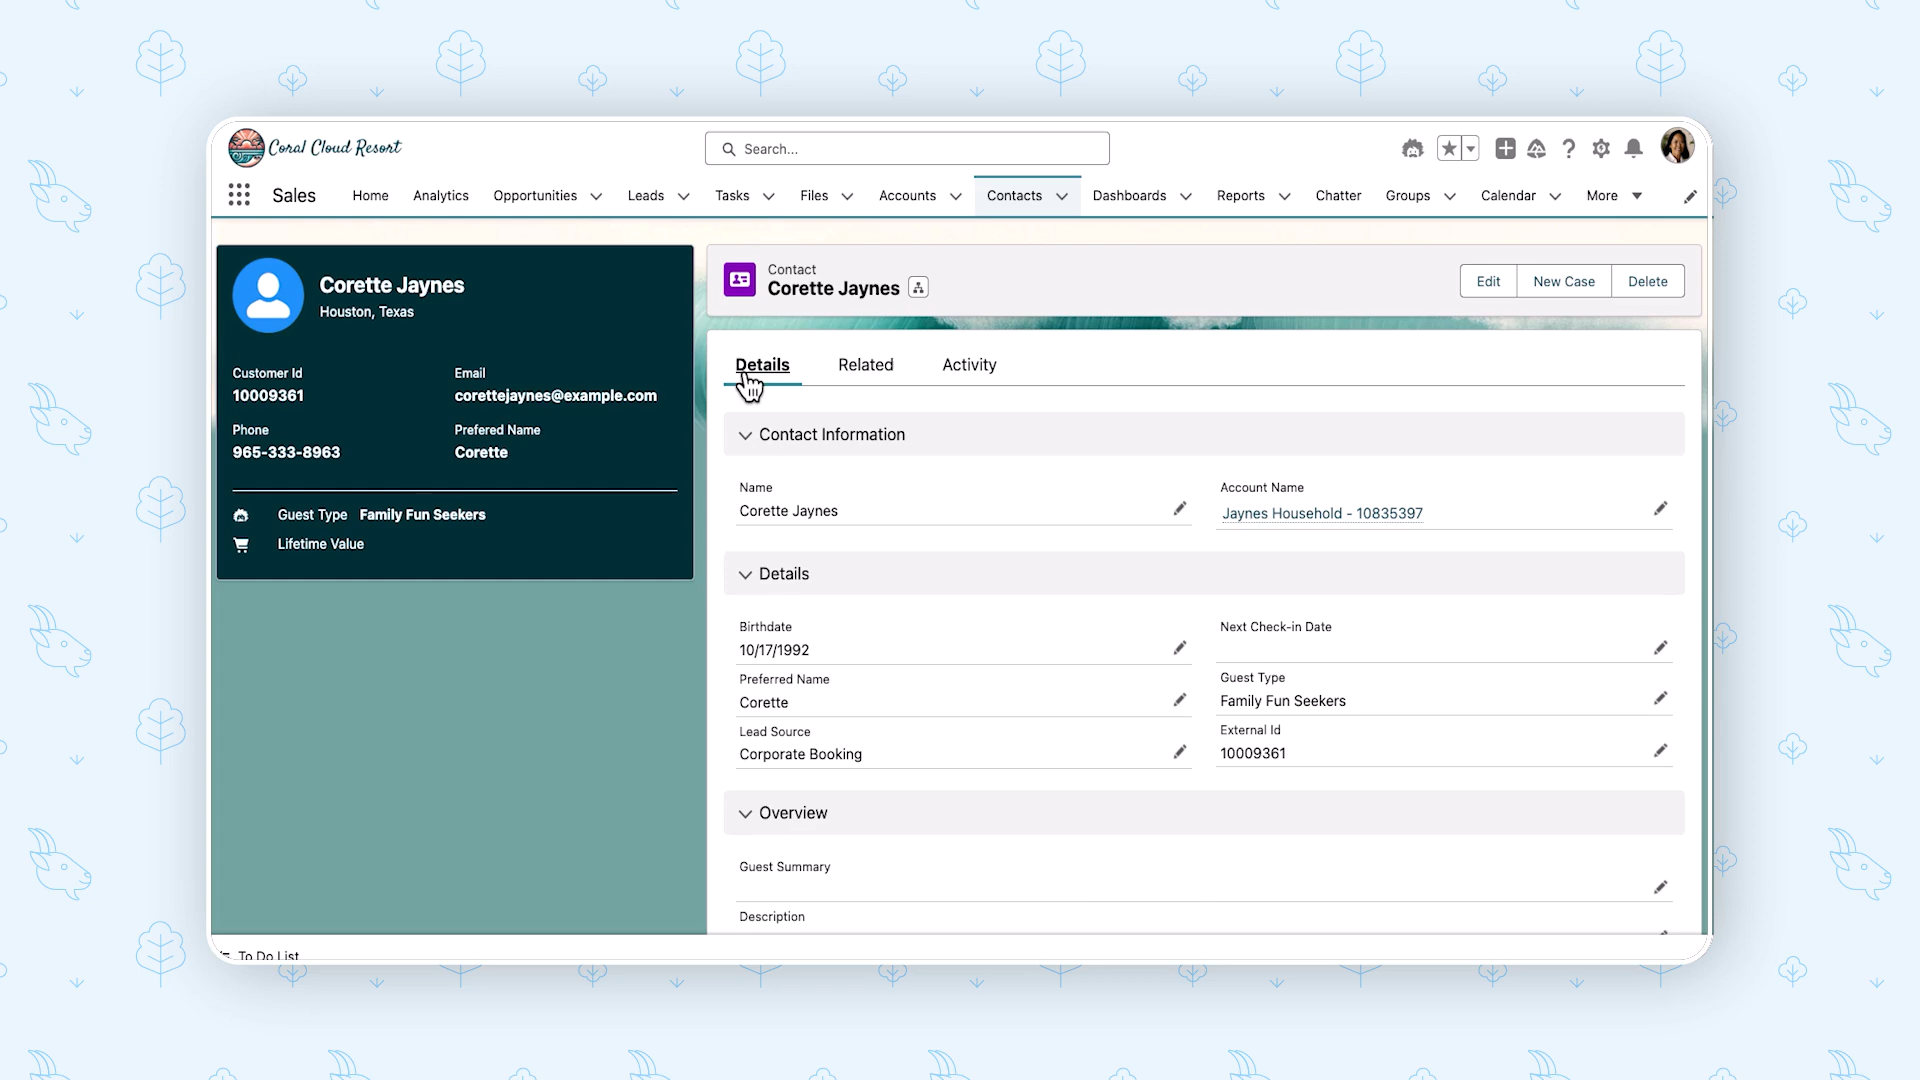 Coral Cloud Resort
Search...
Sales
Home
Analytics
Opportunities
Leads
Tasks
Files
Accounts
Contacts
Dashboards
Reports
Chatter
Groups
Calendar
More
Corette Jaynes
Houston, Texas
Customer Id
10009361
Email
corettejaynes@example.com
Phone
965-333-8963
Prefered Name
Corette
Guest Type Family Fun Seekers
Lifetime Value
Contact
Corette Jaynes
Edit
New Case
Delete
Details
Related
Activity
Contact Information
Name
Corette Jaynes
Account Name
Jaynes Household - 10835397
Details
Birthdate
10/17/1992
Next Check-in Date
Preferred Name
Corette
Guest Type
Family Fun Seekers
Lead Source
Corporate Booking
External Id
10009361
Overview
Guest Summary
Description
To Do List